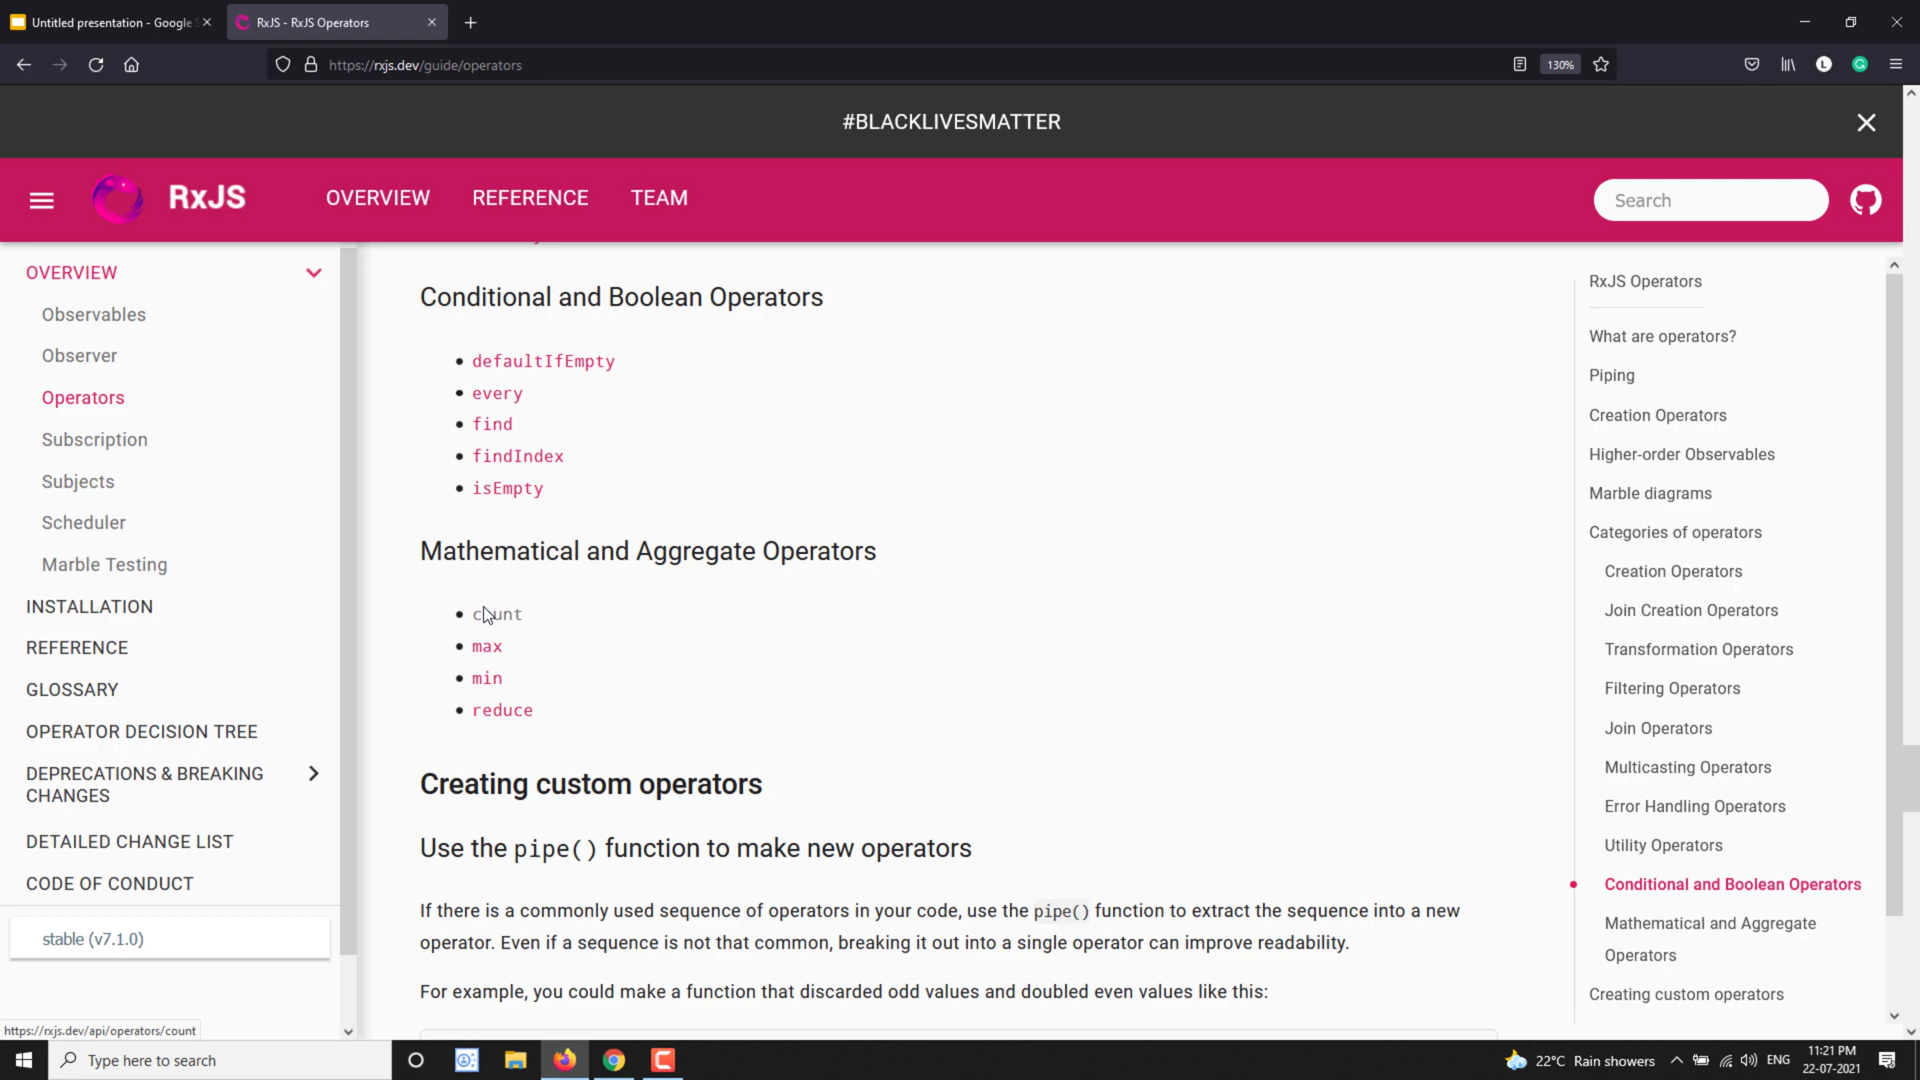 Untitled presentation - Google S
RxJS - RxJS Operators
https://rxjs.dev/guide/operators
130%
L
#BLACKLIVESMATTER
RxJS
OVERVIEW
REFERENCE
TEAM
Search
OVERVIEW
Observables
Observer
Operators
Subscription
Subjects
Scheduler
Marble Testing
INSTALLATION
REFERENCE
GLOSSARY
OPERATOR DECISION TREE
DEPRECATIONS & BREAKING
CHANGES
DETAILED CHANGE LIST
CODE OF CONDUCT
stable (v7.1.0)
Conditional and Boolean Operators
• defaultIfEmpty
• every
• find
• findIndex
• isEmpty
Mathematical and Aggregate Operators
• count
• max
• min
• reduce
Creating custom operators
Use the pipe() function to make new operators
If there is a commonly used sequence of operators in your code, use the pipe() function to extract the sequence into a new
operator. Even if a sequence is not that common, breaking it out into a single operator can improve readability.
For example, you could make a function that discarded odd values and doubled even values like this:
RxJS Operators
What are operators?
Piping
Creation Operators
Higher-order Observables
Marble diagrams
Categories of operators
Creation Operators
Join Creation Operators
Transformation Operators
Filtering Operators
Join Operators
Multicasting Operators
Error Handling Operators
Utility Operators
Conditional and Boolean Operators
Mathematical and Aggregate
Operators
Creating custom operators
https://rxjs.dev/api/operators/count
Type here to search
22°C Rain showers
ENG
11:21 PM
22-07-2021